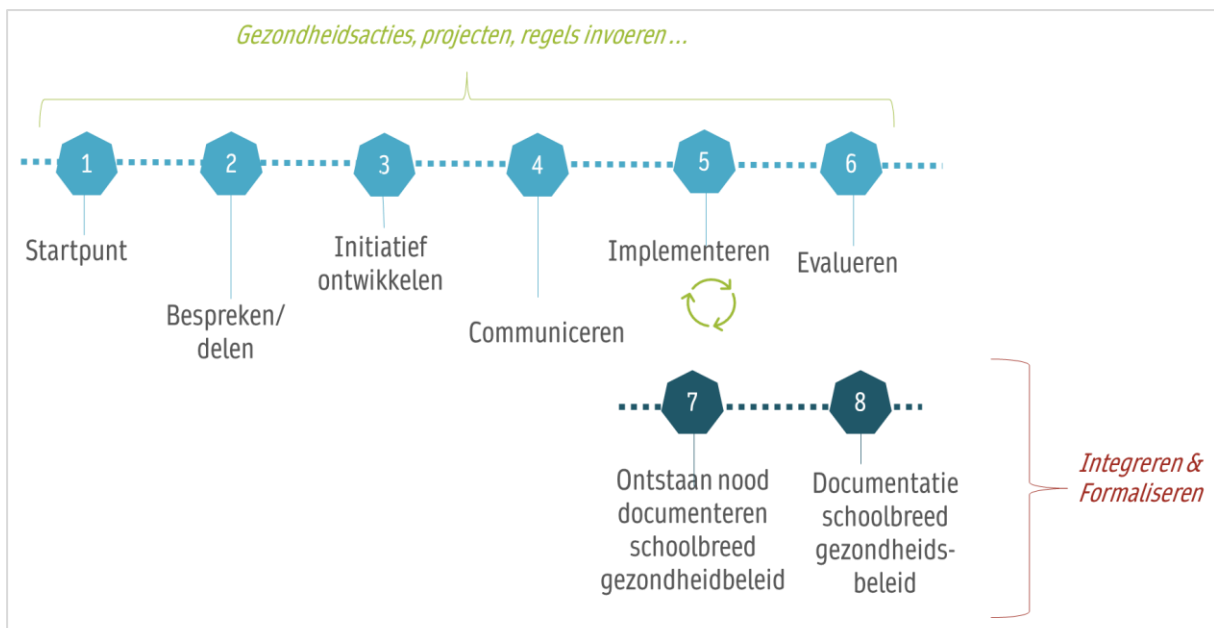 Gezondheidsacties, projecten, regels invoeren ...
1
2
3
4
5
6
Startpunt
Bespreken/
delen
Initiatief
ontwikkelen
Communiceren
Implementeren
Evalueren
7
8
Ontstaan nood
documenteren
schoolbreed
gezondheidbeleid
Documentatie
schoolbreed
gezondheids-
beleid
Integreren &
Formaliseren